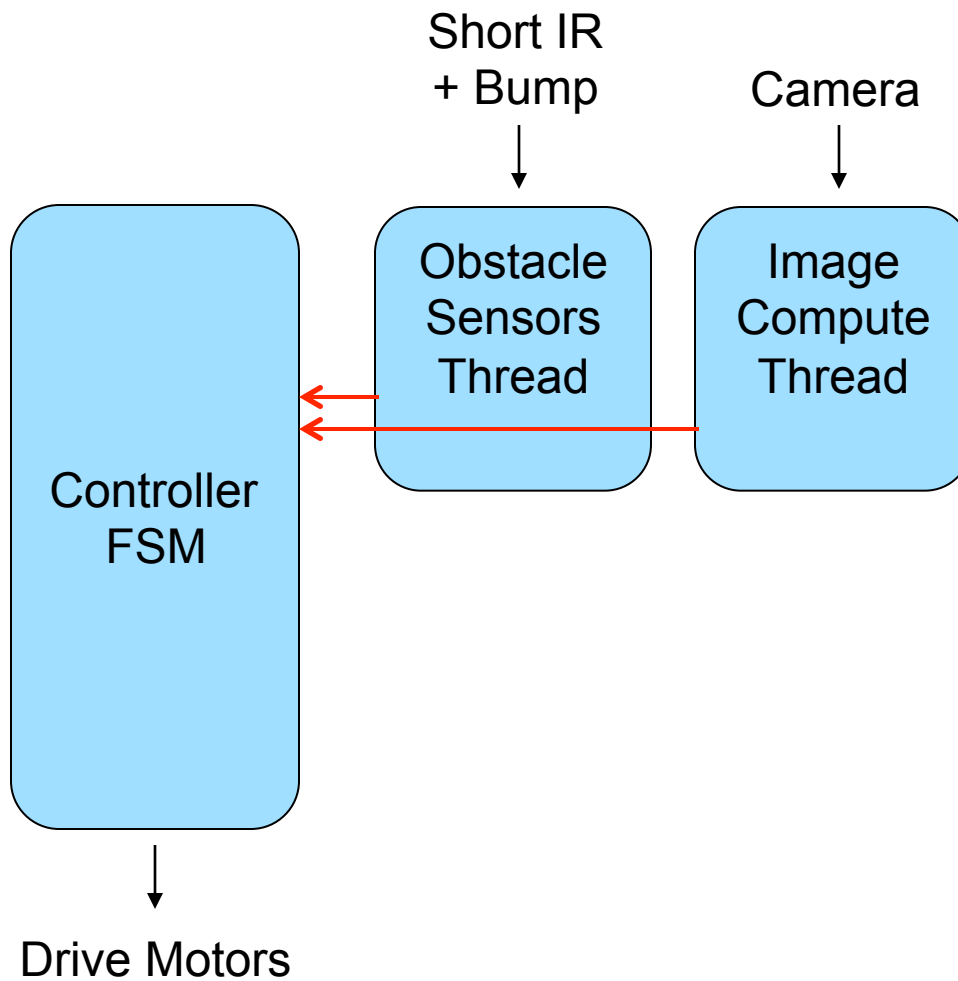 Short IR
+ Bump
Camera
Obstacle
Sensors
Thread
Image
Compute
Thread
Controller
FSM
Drive Motors